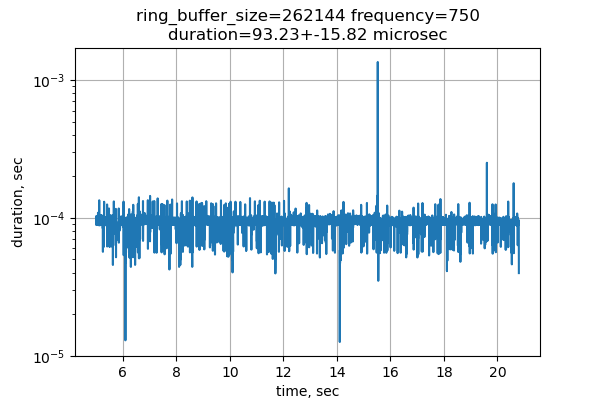 ring_buffer_size=262144 frequency=750
duration=93.23+-15.82 microsec
10⁻³
10⁻⁴
10⁻⁵
duration, sec
6 8 10 12 14 16 18 20
time, sec